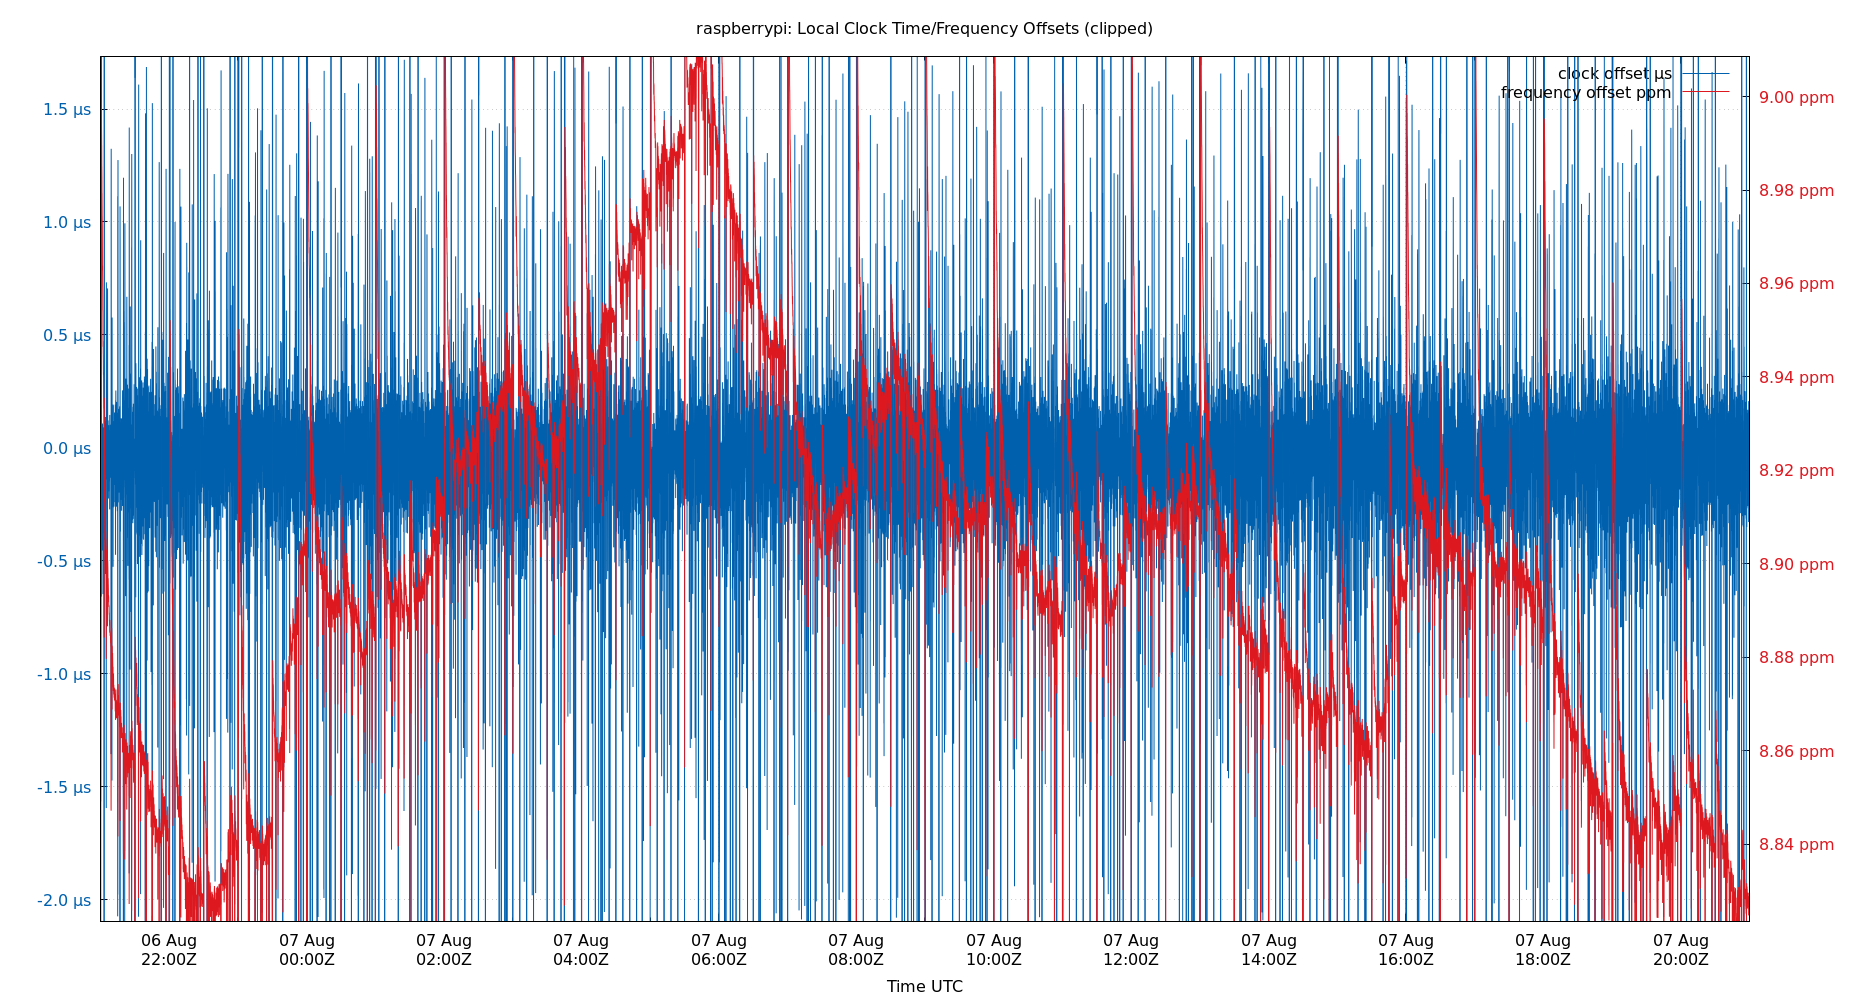 raspberrypi: Local Clock Time/Frequency Offsets (clipped)
clock offset µs
frequency offset ppm
1.5 µs
1.0 µs
0.5 µs
0.0 µs
-0.5 µs
-1.0 µs
-1.5 µs
-2.0 µs
9.00 ppm
8.98 ppm
8.96 ppm
8.94 ppm
8.92 ppm
8.90 ppm
8.88 ppm
8.86 ppm
8.84 ppm
06 Aug
22:00Z
07 Aug
00:00Z
07 Aug
02:00Z
07 Aug
04:00Z
07 Aug
06:00Z
07 Aug
08:00Z
07 Aug
10:00Z
07 Aug
12:00Z
07 Aug
14:00Z
07 Aug
16:00Z
07 Aug
18:00Z
07 Aug
20:00Z
Time UTC